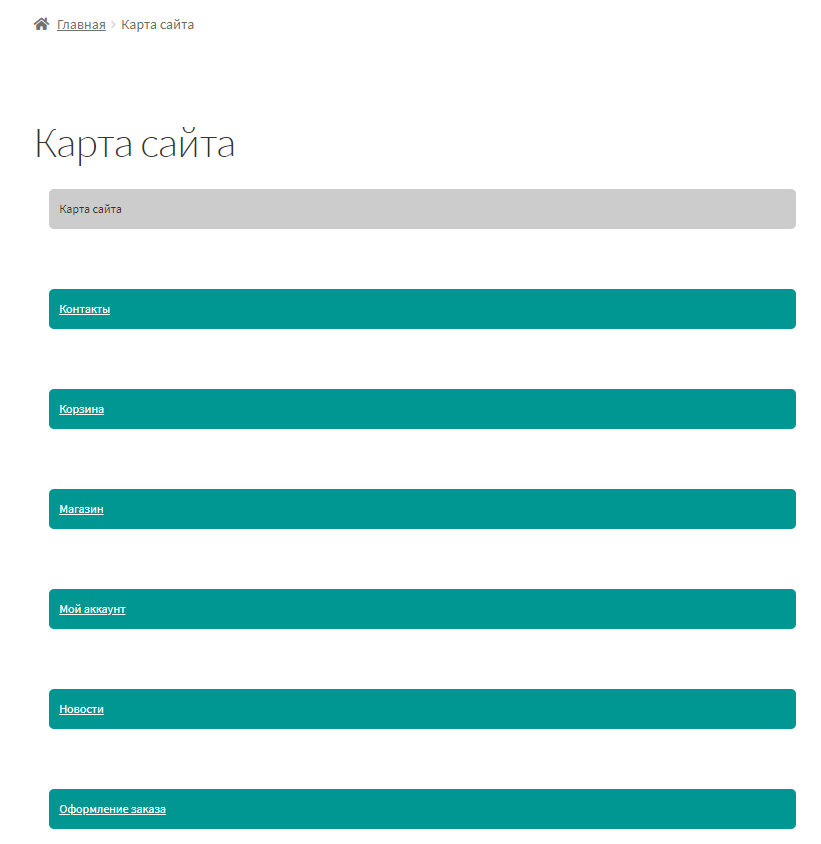 Главная › Карта сайта
Карта сайта
Карта сайта
Контакты
Корзина
Магазин
Мой аккаунт
Новости
Оформление заказа